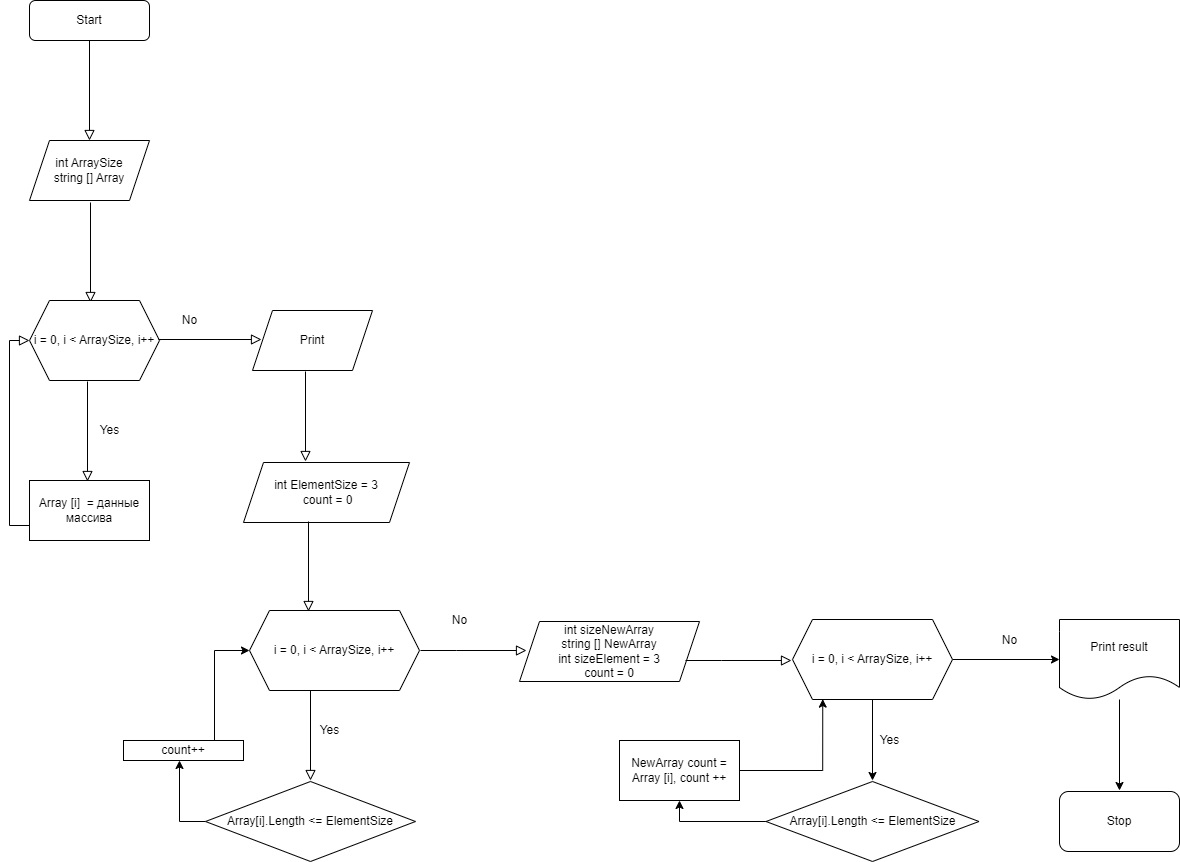 Start
int ArraySize
string [] Array
i = 0, i < ArraySize, i++
No
Print
Yes
Array [i]  = данные
массива
int ElementSize = 3
count = 0
i = 0, i < ArraySize, i++
No
Yes
count++
Array[i].Length <= ElementSize
int sizeNewArray
string [] NewArray
int sizeElement = 3
count = 0
i = 0, i < ArraySize, i++
No
Yes
NewArray count =
Array [i], count ++
Array[i].Length <= ElementSize
Print result
Stop